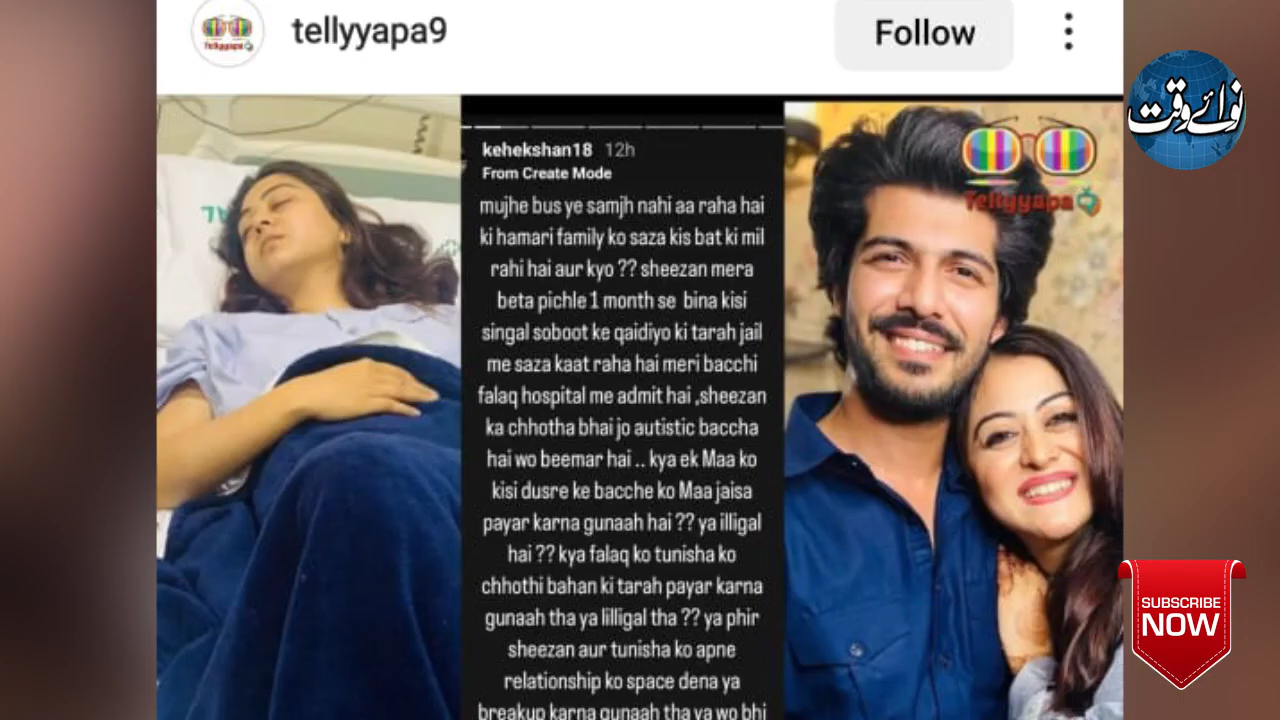 tellyyapa9
Follow
نوائے وقت
kehekshan18 12h
From Create Mode
Tellyyapa
mujhe bus ye samjh nahi aa raha hai
ki hamari family ko saza kis bat ki mil
rahi hai aur kyo ?? sheezan mera
beta pichle 1 month se bina kisi
singal soboot ke qaidiyo ki tarah jail
me saza kaat raha hai meri bacchi
falaq hospital me admit hai ,sheezan
ka chhotha bhai jo autistic baccha
hai wo beemar hai .. kya ek Maa ko
kisi dusre ke bacche ko Maa jaisa
payar karna gunaah hai ?? ya illigal
hai ?? kya falaq ko tunisha ko
chhothi bahan ki tarah payar karna
gunaah tha ya lilligal tha ?? ya phir
sheezan aur tunisha ko apne
relationship ko space dena ya
breakup karna gunaah tha ya wo bhi
SUBSCRIBE
NOW